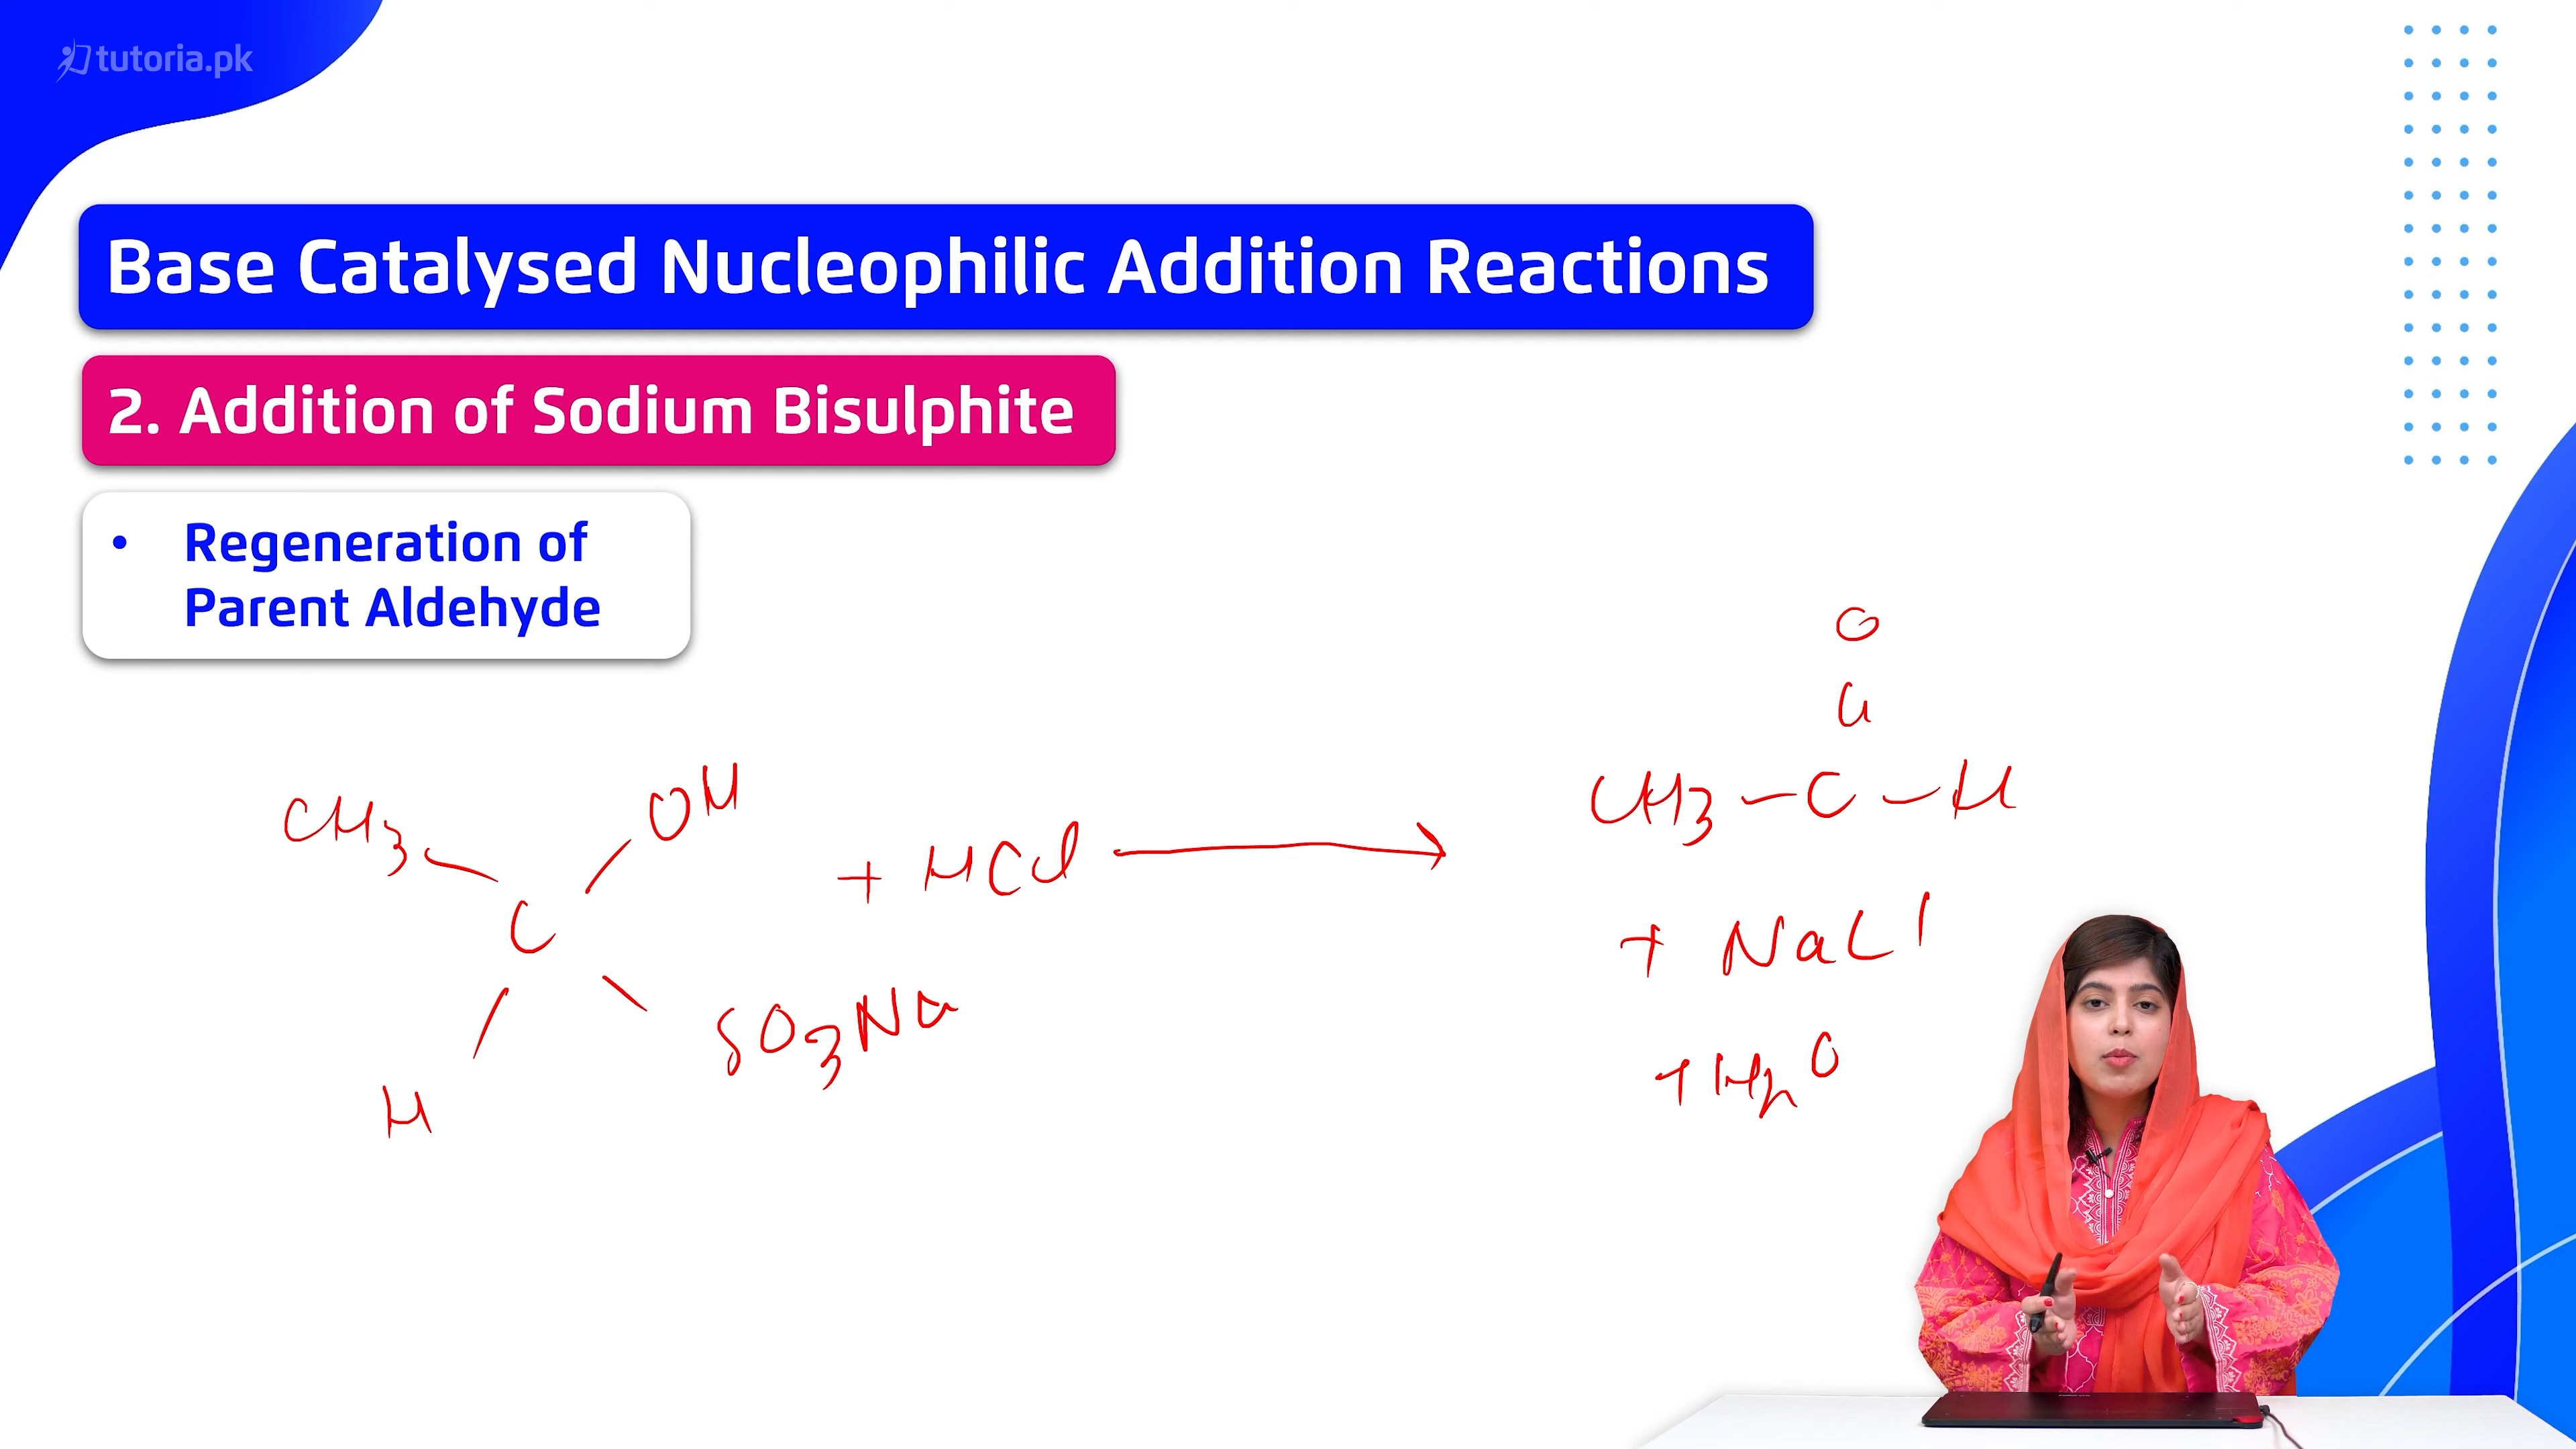 tutoria.pk
Base Catalysed Nucleophilic Addition Reactions
2. Addition of Sodium Bisulphite
• Regeneration of
Parent Aldehyde
O
CH3 – C – H
CH3 OH
C
H SO3Na
+ HCl →
+ NaCl
+ H2O